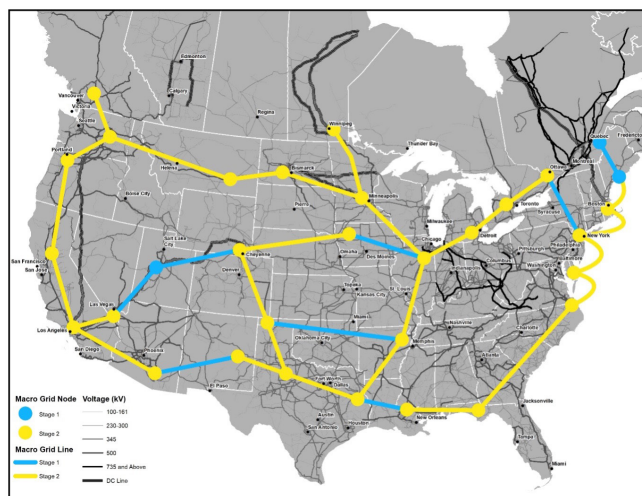 Edmonton
Calgary
Vancouver
Victoria
Seattle
Regina
Winnipeg
Thunder Bay
Quebec
Fredericton
Montreal
Ottawa
Portland
Helena
Bismarck
Minneapolis
Toronto
Boston
Syracuse
Boise City
Pierre
Milwaukee
Detroit
New York
Chicago
Salt Lake
City
Cheyenne
Omaha
Des Moines
Pittsburgh
Philadelphia
Baltimore
Washington
Columbus
Indianapolis
San Francisco
San Jose
Denver
Topeka
Kansas City
St. Louis
Las Vegas
Wichita
Nashville
Charlotte
Los Angeles
San Diego
Phoenix
Oklahoma City
Memphis
Atlanta
El Paso
Fort Worth
Dallas
Austin
San Antonio
Houston
New Orleans
Jacksonville
Tampa
Miami
Macro Grid Node
Stage 1
Stage 2
Macro Grid Line
Stage 1
Stage 2
Voltage (kV)
100-161
230-300
345
500
735 and Above
DC Line